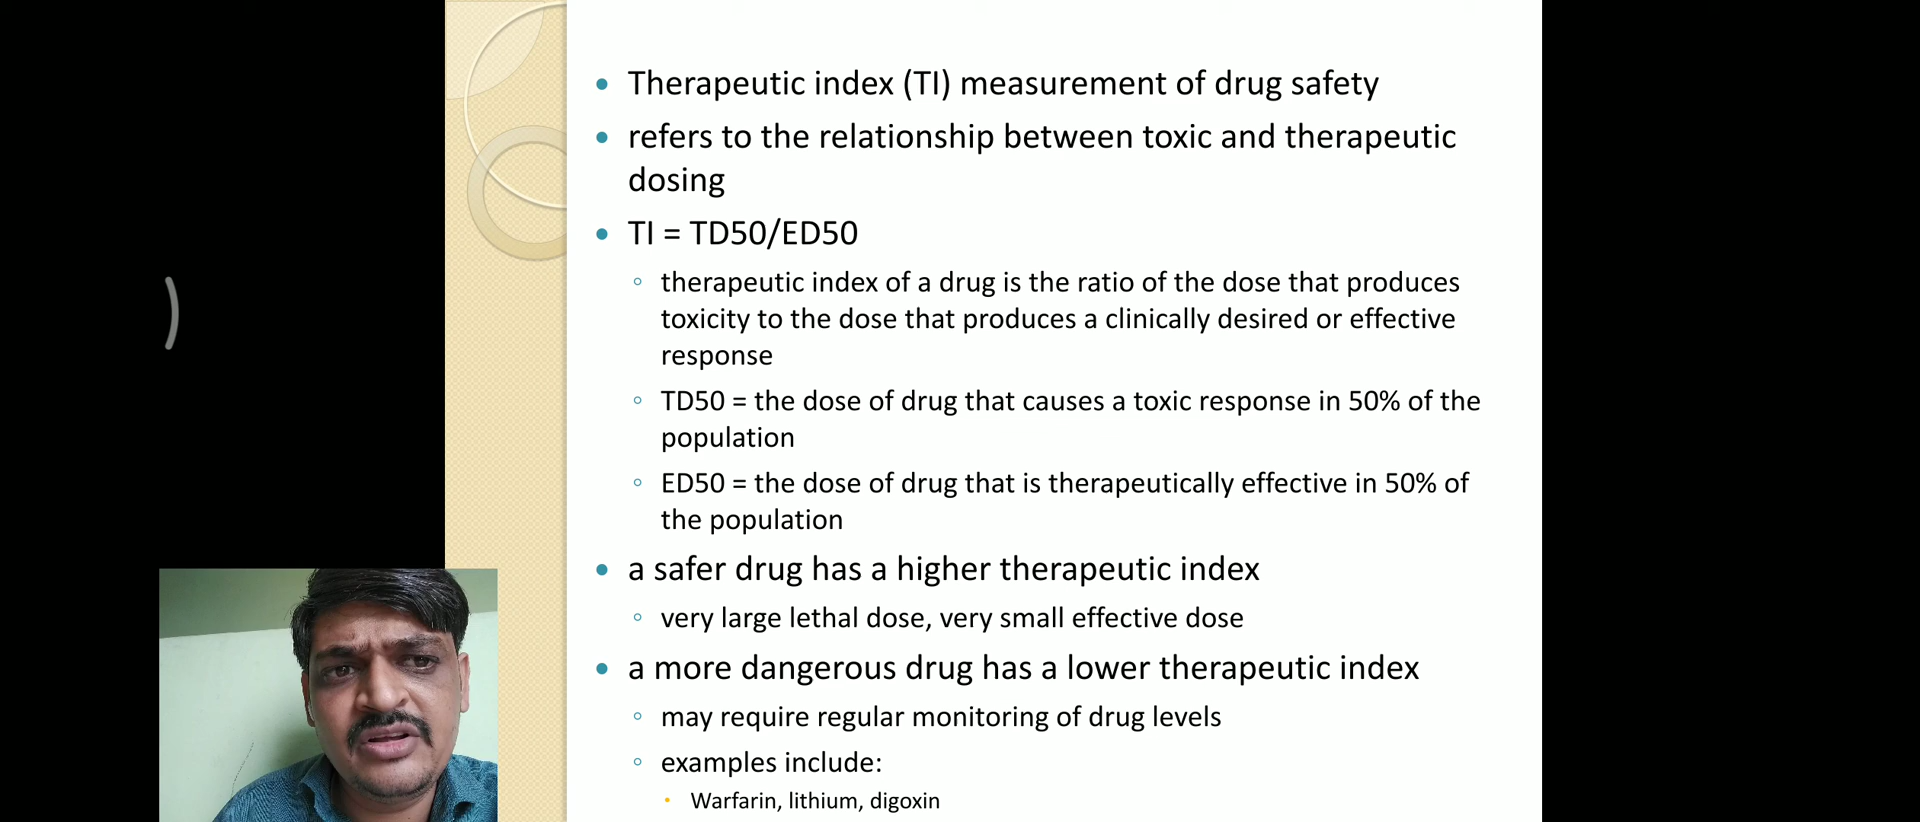 Therapeutic index (TI) measurement of drug safety
refers to the relationship between toxic and therapeutic
dosing
TI = TD50/ED50
therapeutic index of a drug is the ratio of the dose that produces
toxicity to the dose that produces a clinically desired or effective
response
TD50 = the dose of drug that causes a toxic response in 50% of the
population
ED50 = the dose of drug that is therapeutically effective in 50% of
the population
a safer drug has a higher therapeutic index
very large lethal dose, very small effective dose
a more dangerous drug has a lower therapeutic index
may require regular monitoring of drug levels
examples include:
Warfarin, lithium, digoxin